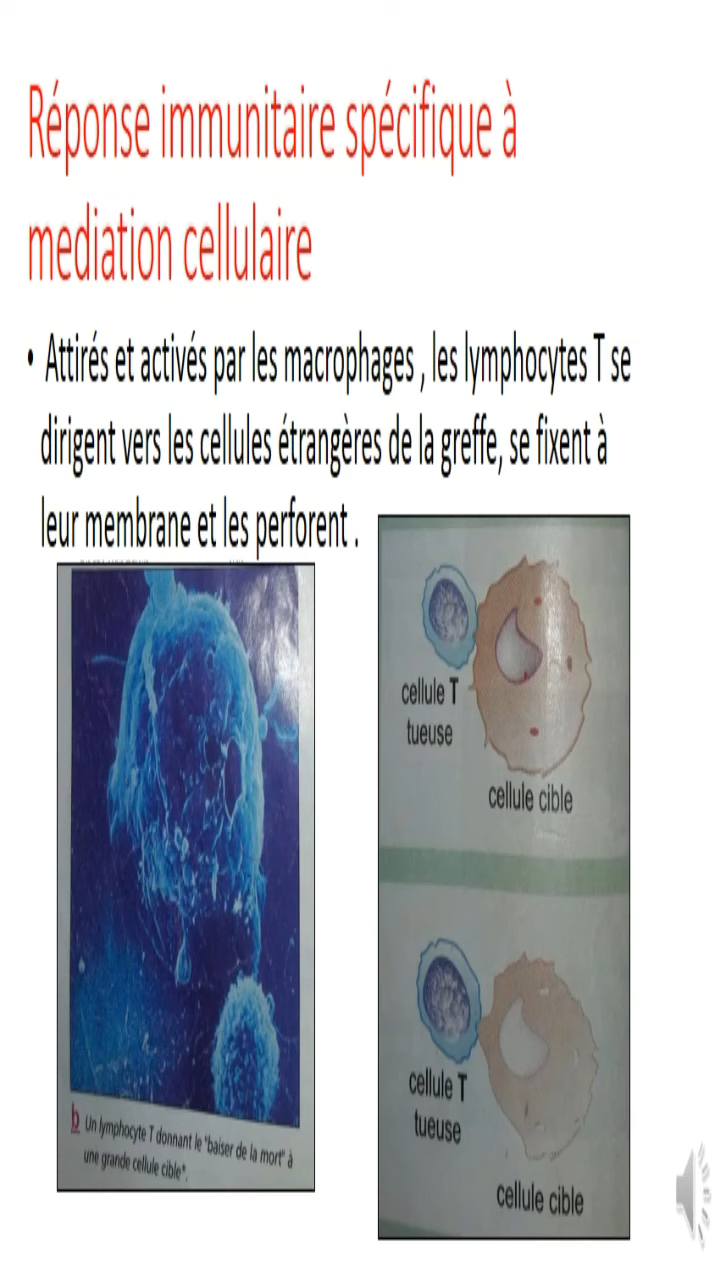 Réponse immunitaire spécifique à
mediation cellulaire
• Attirés et activés par les macrophages , les lymphocytes T se
dirigent vers les cellules étrangères de la greffe, se fixent à
leur membrane et les perforent .
cellule T
tueuse
cellule cible
cellule T
tueuse
cellule cible
b Un lymphocyte T donnant le "baiser de la mort" à
une grande cellule cible*.